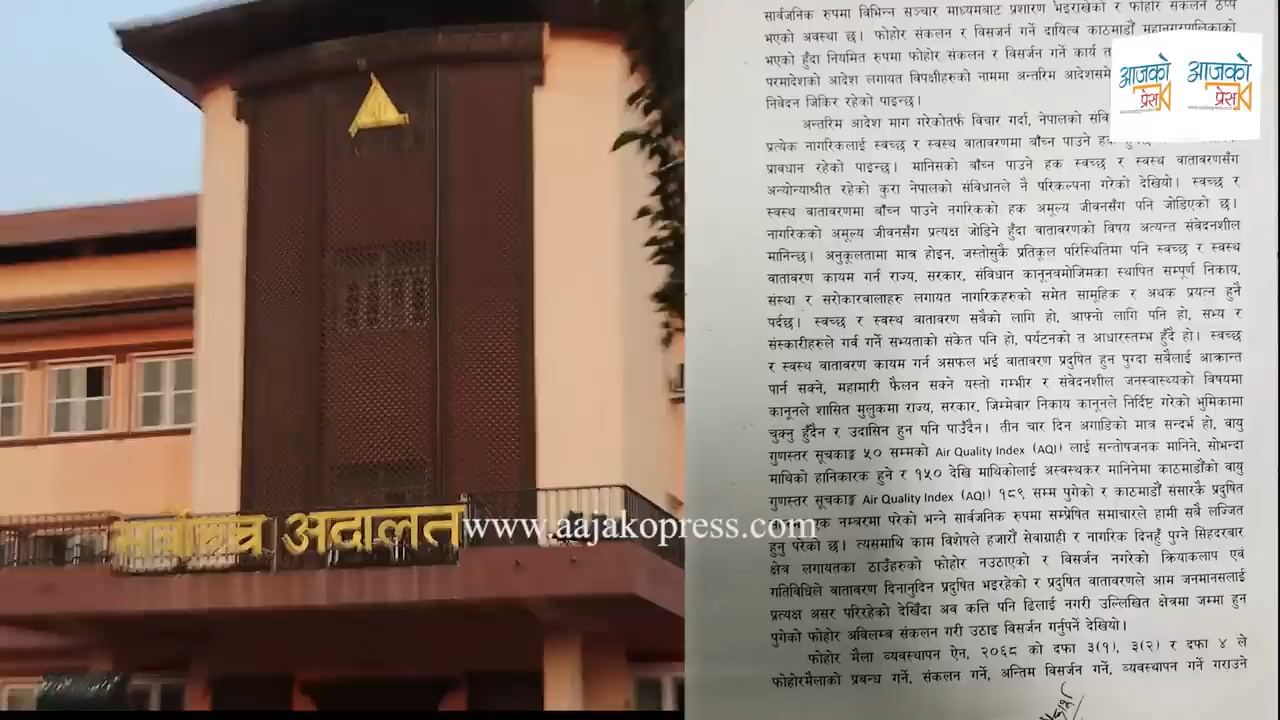 सर्वोच्च अदालत
www.aajakopress.com
आजको
प्रेस
आजको
प्रेस
सार्वजनिक रुपमा विभिन्न सञ्चार माध्यमवाट प्रशारण भइराखेको र फोहोर संकलन ठप्प
भएको अवस्था छ। फोहोर संकलन र विसर्जन गर्ने दायित्व काठमाडौं महानगरपालिकाको
भएको हुँदा नियमित रुपमा फोहोर संकलन र विसर्जन गर्ने कार्य
परमादेशको आदेश लगायत विपक्षीहरुको नाममा अन्तरिम आदेशसमे
निवेदन जिकिर रहेको पाइन्छ।
अन्तरिम आदेश माग गरेकोतर्फ विचार गर्दा, नेपालको संवि
प्रत्येक नागरिकलाई स्वच्छ र स्वस्थ वातावरणमा बाँच्न पाउने हक
प्रावधान रहेको पाइन्छ। मानिसको बाँच्न पाउने हक स्वच्छ र स्वस्थ वातावरणसँग
अन्योन्याश्रीत रहेको कुरा नेपालको संविधानले नै परिकल्पना गरेको देखियो। स्वच्छ र
स्वस्थ वातावरणमा बाँच्न पाउने नगरिकको हक अमूल्य जीवनसँग पनि जोडिएको छ।
नागरिकको अमूल्य जीवनसँग प्रत्यक्ष जोडिने हुँदा वातावरणको विषय अत्यन्त संवेदनशील
मानिन्छ। अनुकूलतामा मात्र होइन, जस्तोसुकै प्रतिकूल परिस्थितिमा पनि स्वच्छ र स्वस्थ
वातावरण कायम गर्न राज्य, सरकार, संविधान कानूनवमोजिमका स्थापित सम्पूर्ण निकाय,
संस्था र सरोकारवालाहरु लगायत नागरिकहरुको समेत सामूहिक र अथक प्रयत्न हुनै
पर्दछ। स्वच्छ र स्वस्थ वातावरण सवैको लागि हो, आफ्नो लागि पनि हो, सभ्य र
संस्कारीहरुले गर्व गर्ने सभ्यताको संकेत पनि हो, पर्यटनको त आधारस्तम्भ हुँदै हो। स्वच्छ
र स्वस्थ वातावरण कायम गर्न असफल भई वातावरण प्रदुषित हुन पुग्दा सबैलाई आक्रान्त
पार्न सक्ने, महामारी फैलन सक्ने यस्तो गम्भीर र संवेदनशील जनस्वास्थ्यको विषयमा
कानूनले शासित मुलुकमा राज्य, सरकार, जिम्मेवार निकाय कानूनले निर्दिष्ट गरेको भुमिकामा
चुक्नु हुँदैन र उदासिन हुन पनि पाउँदैन। तीन चार दिन अगाडिको मात्र सन्दर्भ हो, वायु
गुणस्तर सूचकाङ्क ५० सम्मको Air Quality Index (AQI) लाई सन्तोषजनक मानिने, सोभन्दा
माथिको हानिकारक हुने र १५० देखि माथिकोलाई अस्वस्थकर मानिनेमा काठमाडौंको वायु
गुणस्तर सूचकाङ्क Air Quality Index (AQI) १८९ सम्म पुगेको र काठमाडौं संसारकै प्रदुषित
एक नम्बरमा परेको भन्ने सार्वजनिक रुपमा सम्प्रेषित समाचारले हामी सवै लज्जित
हुनु परेको छ। त्यसमाथि काम विशेषले हजारौं सेवाग्राही र नागरिक दिनहुँ पुग्ने सिंहदरवार
क्षेत्र लगायतका ठाउँहरुको फोहोर नउठाएको र विसर्जन नगरेको क्रियाकलाप एवं
गतिविधिले वातावरण दिनानुदिन प्रदुषित भइरहेको र प्रदुषित वातावरणले आम जनमानसलाई
प्रत्यक्ष असर परिरहेको देखिँदा अव कत्ति पनि ढिलाई नगरी उल्लिखित क्षेत्रमा जम्मा हुन
पुगेको फोहोर अविलम्ब संकलन गरी उठाइ विसर्जन गर्नुपर्ने देखियो।
फोहोर मैला व्यवस्थापन ऐन, २०६८ को दफा ३(१), ३(२) र दफा ४ ले
फोहोरमैलाको प्रबन्ध गर्ने, संकलन गर्ने, अन्तिम विसर्जन गर्ने, व्यवस्थापन गर्ने गराउने